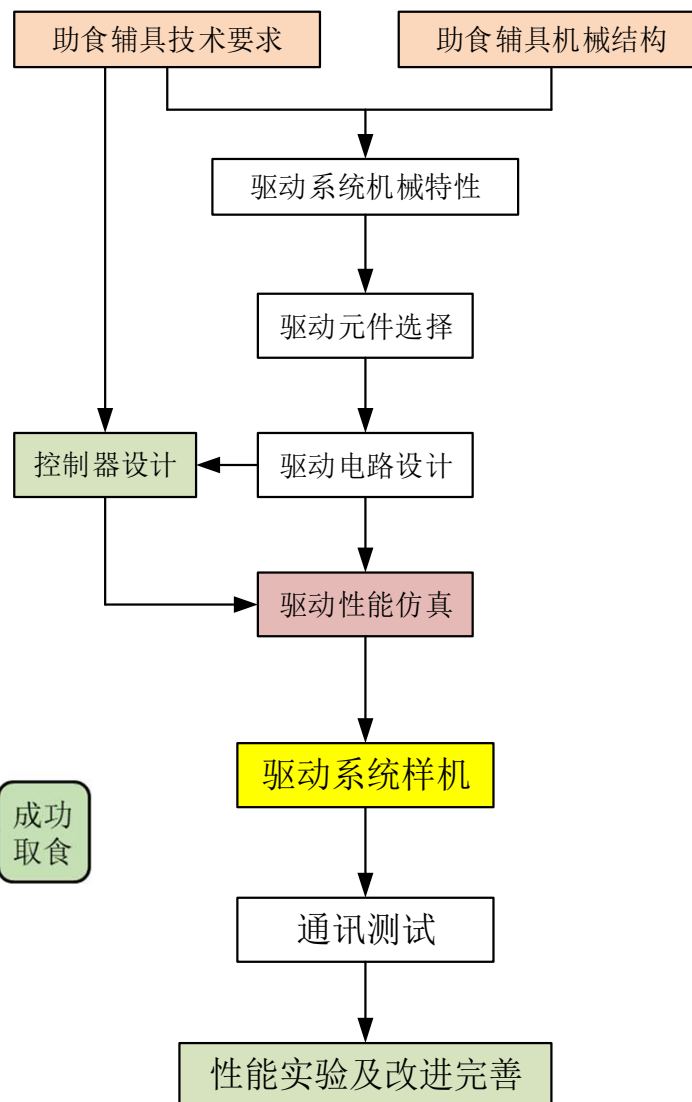 助食辅具技术要求
助食辅具机械结构
驱动系统机械特性
驱动元件选择
控制器设计
驱动电路设计
驱动性能仿真
驱动系统样机
成功
取食
通讯测试
性能实验及改进完善